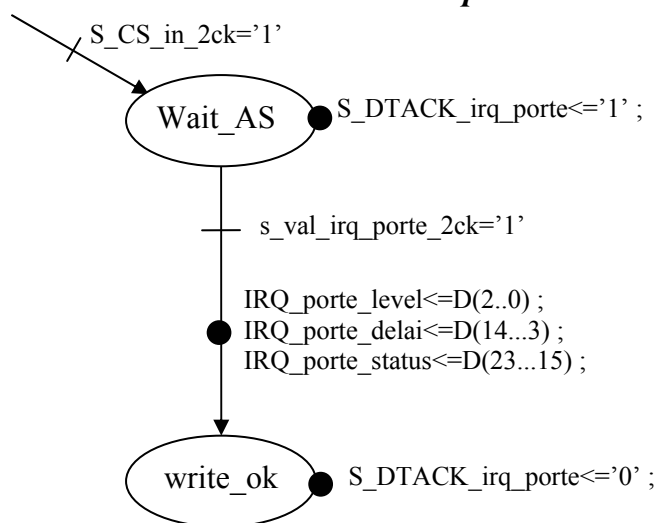 S_CS_in_2ck='1'
Wait_AS
S_DTACK_irq_porte<='1' ;
s_val_irq_porte_2ck='1'
IRQ_porte_level<=D(2..0) ;
IRQ_porte_delai<=D(14...3) ;
IRQ_porte_status<=D(23...15) ;
write_ok
S_DTACK_irq_porte<='0' ;